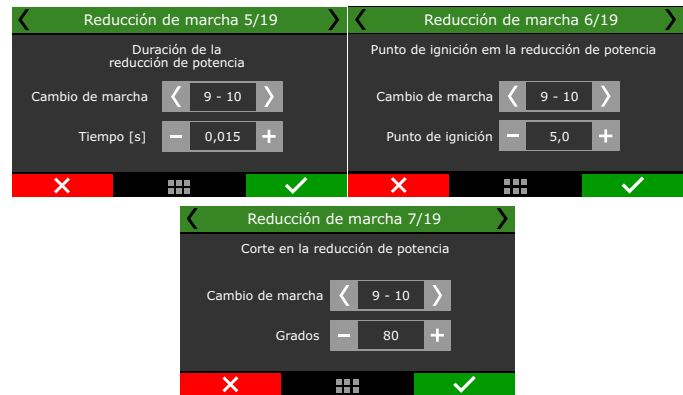 Reducción de marcha 5/19
Duración de la
reducción de potencia
Cambio de marcha 9 - 10
Tiempo [s] 0,015
Reducción de marcha 6/19
Punto de ignición em la reducción de potencia
Cambio de marcha 9 - 10
Punto de ignición 5,0
Reducción de marcha 7/19
Corte en la reducción de potencia
Cambio de marcha 9 - 10
Grados 80